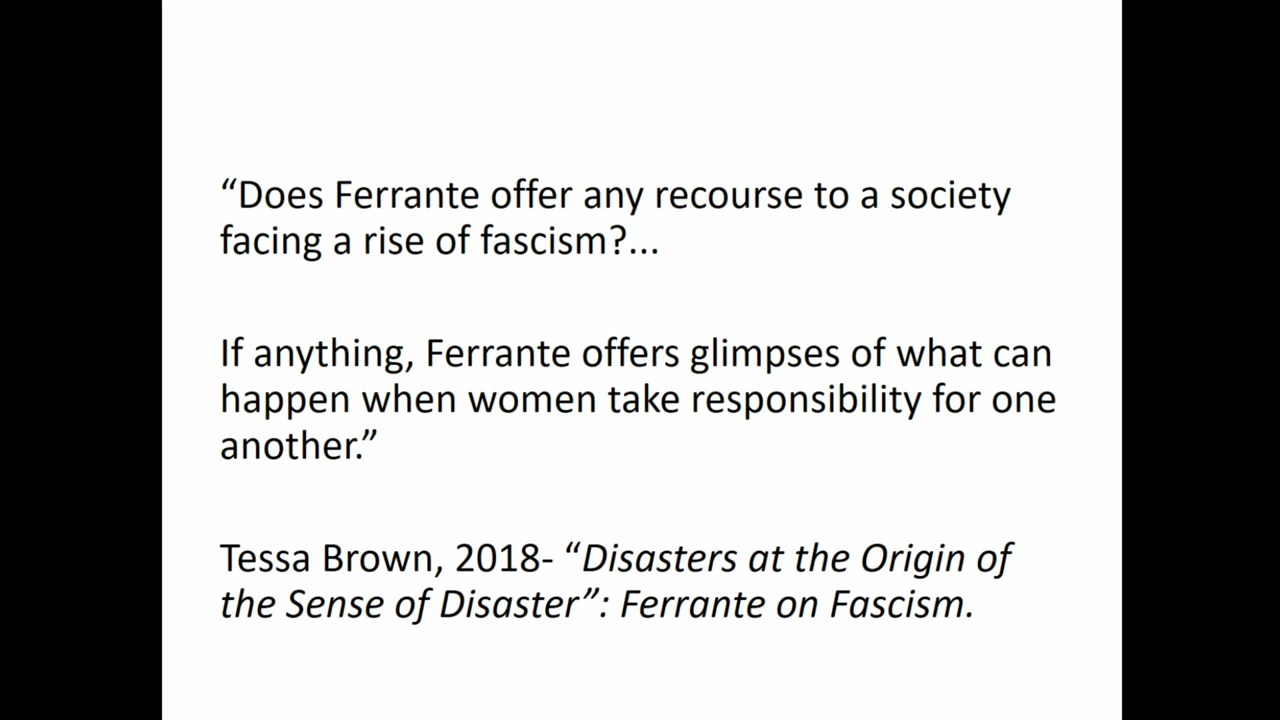 “Does Ferrante offer any recourse to a society
facing a rise of fascism?...
If anything, Ferrante offers glimpses of what can
happen when women take responsibility for one
another.”
Tessa Brown, 2018- “Disasters at the Origin of
the Sense of Disaster”: Ferrante on Fascism.